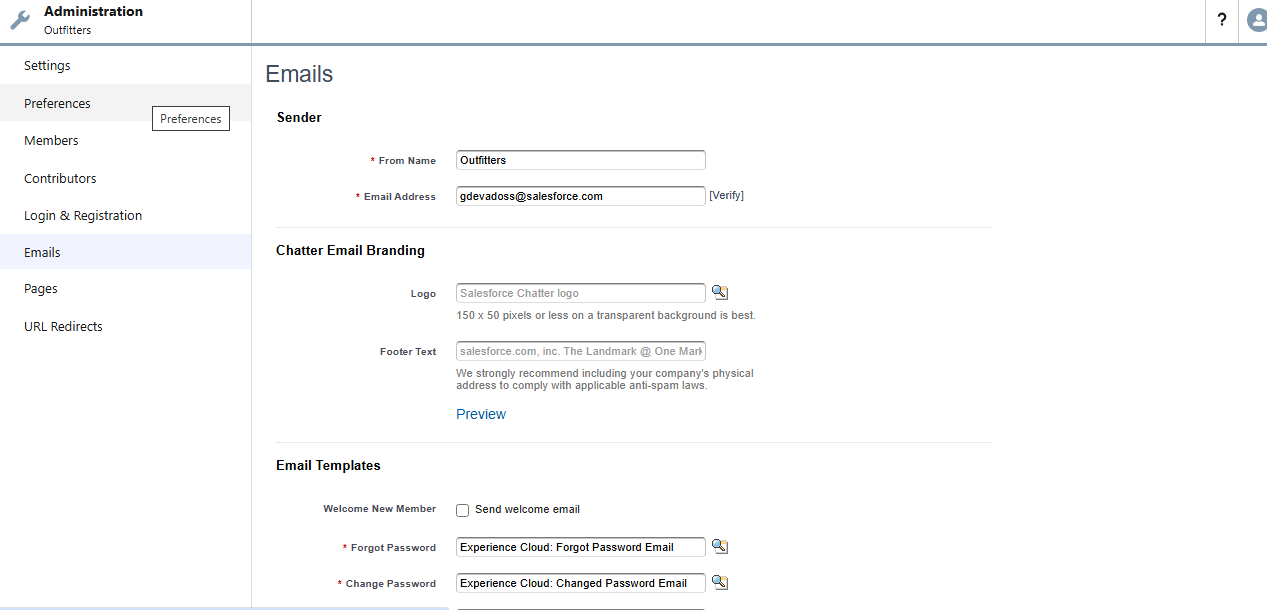 Administration
Outfitters
?
Settings
Preferences
Preferences
Members
Contributors
Login & Registration
Emails
Pages
URL Redirects
Emails
Sender
* From Name Outfitters
* Email Address gdevadoss@salesforce.com [Verify]
Chatter Email Branding
Logo Salesforce Chatter logo
150 x 50 pixels or less on a transparent background is best.
Footer Text salesforce.com, inc. The Landmark @ One Mark
We strongly recommend including your company's physical
address to comply with applicable anti-spam laws.
Preview
Email Templates
Welcome New Member Send welcome email
* Forgot Password Experience Cloud: Forgot Password Email
* Change Password Experience Cloud: Changed Password Email